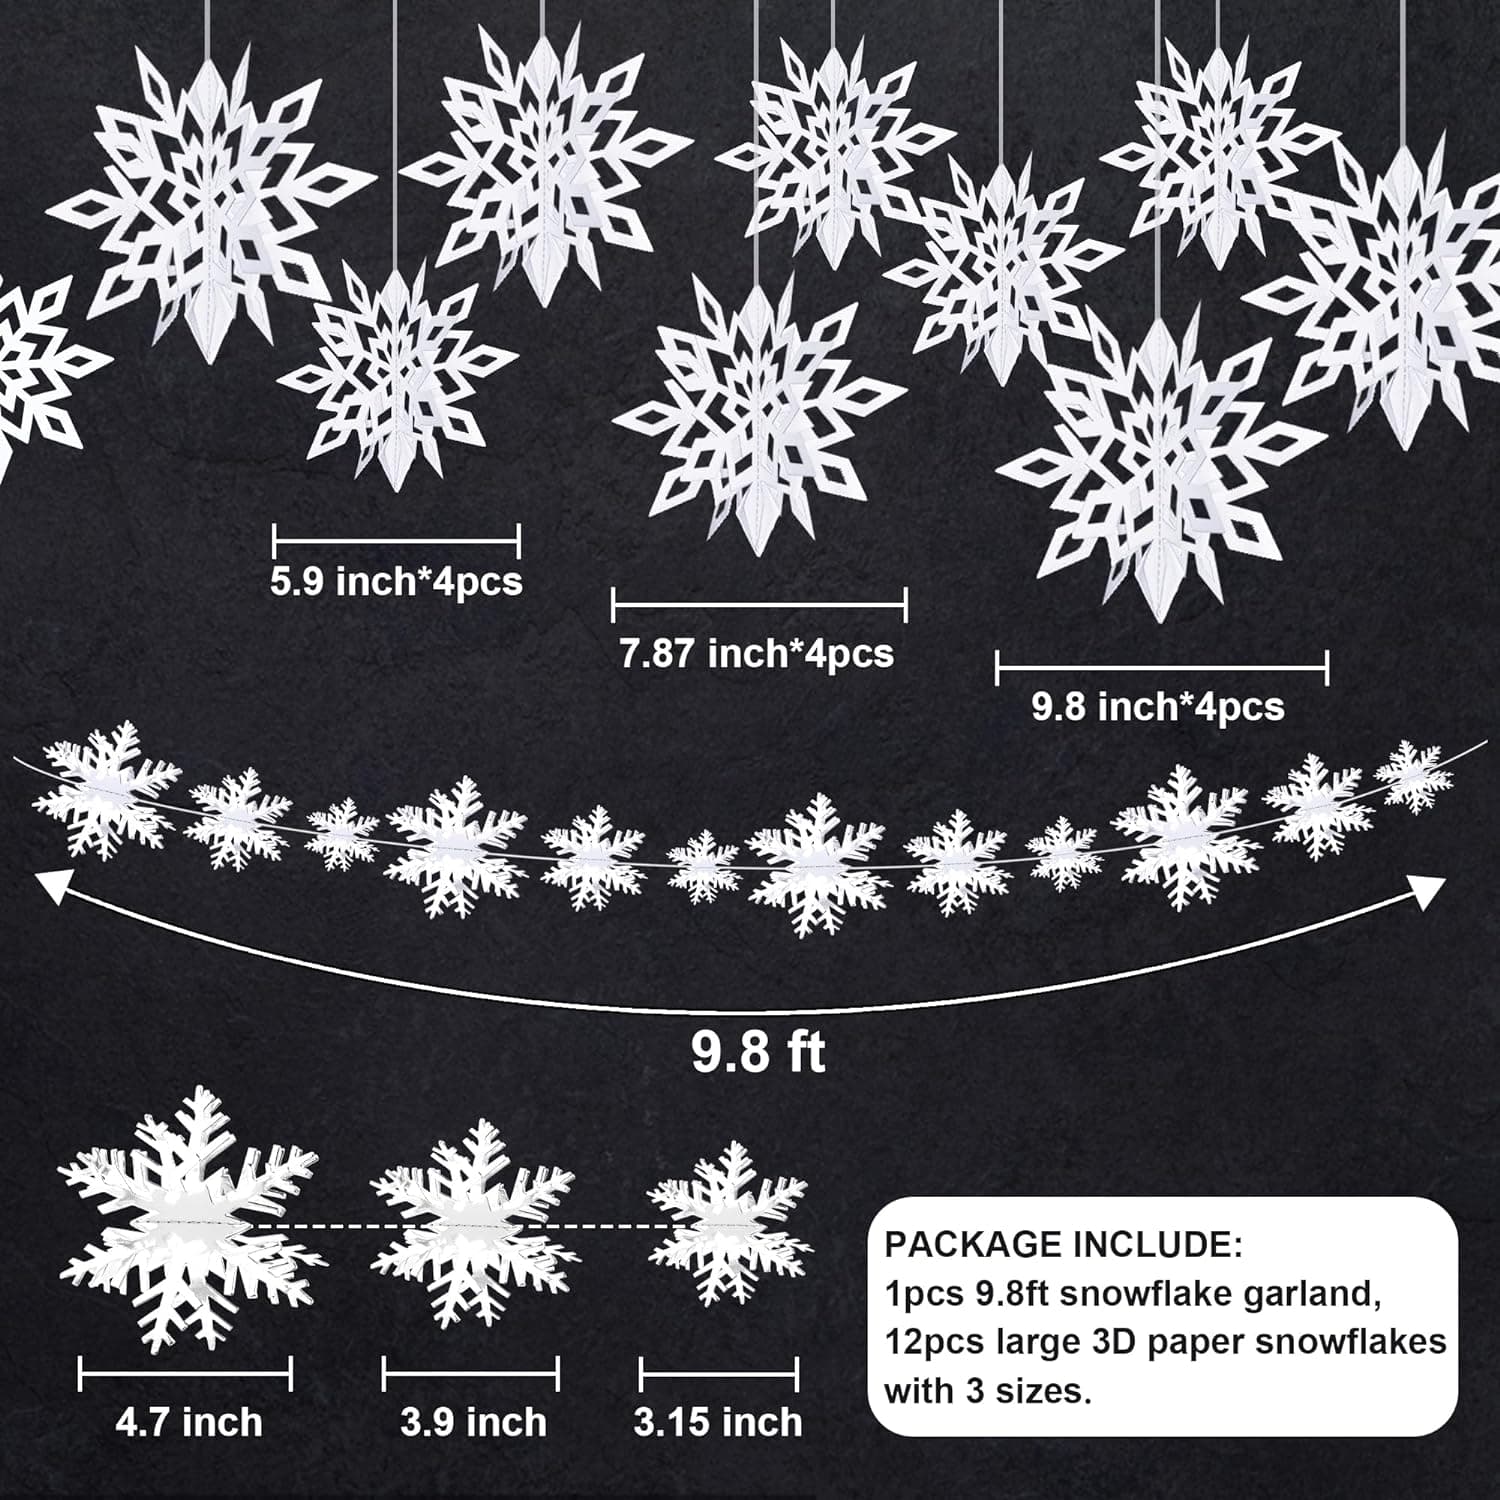 5.9 inch*4pcs
7.87 inch*4pcs
9.8 inch*4pcs
9.8 ft
4.7 inch
3.9 inch
3.15 inch
PACKAGE INCLUDE:
1pcs 9.8ft snowflake garland,
12pcs large 3D paper snowflakes
with 3 sizes.